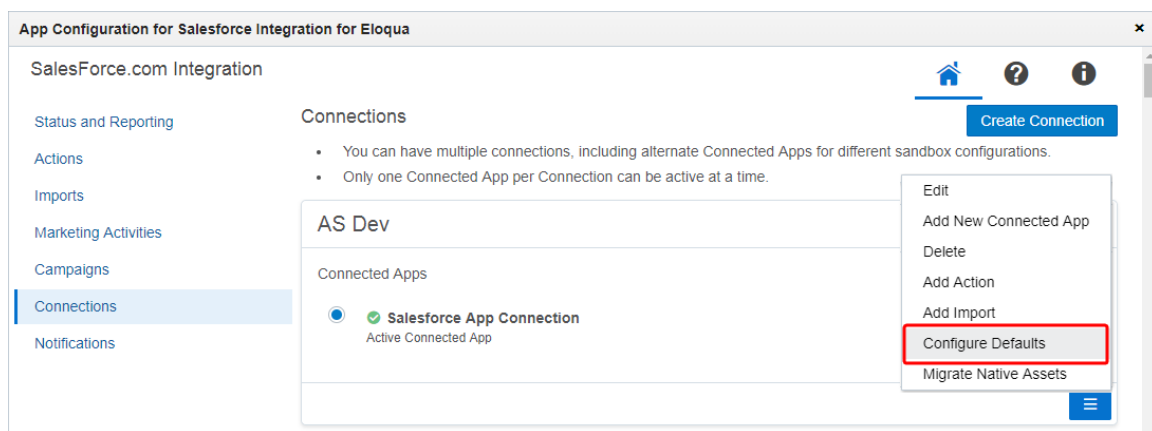 App Configuration for Salesforce Integration for Eloqua
SalesForce.com Integration
Status and Reporting
Actions
Imports
Marketing Activities
Campaigns
Connections
Notifications
Connections
Create Connection
You can have multiple connections, including alternate Connected Apps for different sandbox configurations.
Only one Connected App per Connection can be active at a time.
AS Dev
Connected Apps
Salesforce App Connection
Active Connected App
Edit
Add New Connected App
Delete
Add Action
Add Import
Configure Defaults
Migrate Native Assets